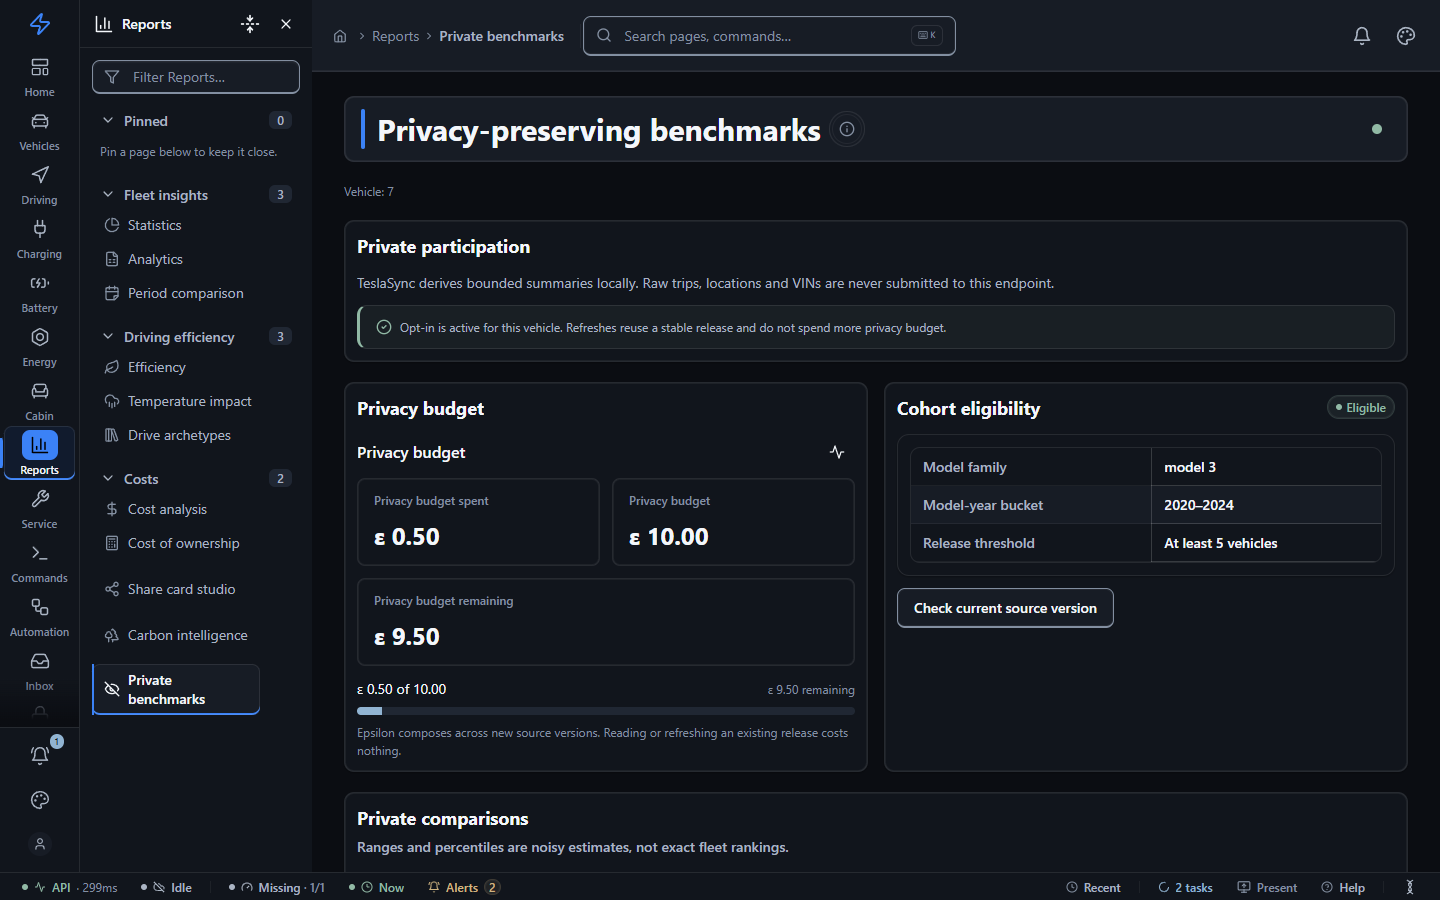 Reports
Reports
Private benchmarks
Search pages, commands...
K
Home
Vehicles
Driving
Charging
Battery
Energy
Cabin
Reports
Service
Commands
Automation
Inbox
1
Filter Reports...
Pinned
0
Pin a page below to keep it close.
Fleet insights
3
Statistics
Analytics
Period comparison
Driving efficiency
3
Efficiency
Temperature impact
Drive archetypes
Costs
2
Cost analysis
Cost of ownership
Share card studio
Carbon intelligence
Private
benchmarks
Privacy-preserving benchmarks
Vehicle: 7
Private participation
TeslaSync derives bounded summaries locally. Raw trips, locations and VINs are never submitted to this endpoint.
Opt-in is active for this vehicle. Refreshes reuse a stable release and do not spend more privacy budget.
Privacy budget
Privacy budget
Privacy budget spent
ε 0.50
Privacy budget
ε 10.00
Privacy budget remaining
ε 9.50
ε 0.50 of 10.00
ε 9.50 remaining
Epsilon composes across new source versions. Reading or refreshing an existing release costs
nothing.
Cohort eligibility
Eligible
Model family
model 3
Model-year bucket
2020–2024
Release threshold
At least 5 vehicles
Check current source version
Private comparisons
Ranges and percentiles are noisy estimates, not exact fleet rankings.
API · 299ms
Idle
Missing · 1/1
Now
Alerts 2
Recent
2 tasks
Present
Help